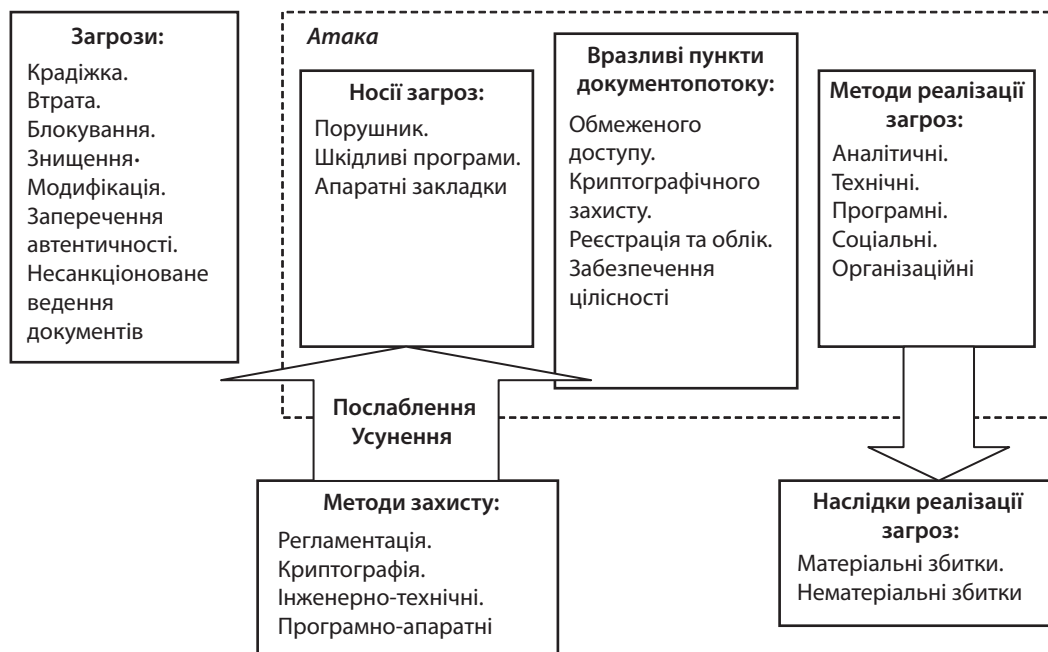 Загрози:
Крадіжка.
Втрата.
Блокування.
Знищення·
Модифікація.
Заперечення
автентичності.
Несанкціоноване
ведення
документів
Атака
Носії загроз:
Порушник.
Шкідливі програми.
Апаратні закладки
Вразливі пункти
документопотоку:
Обмеженого
доступу.
Криптографічного
захисту.
Реєстрація та облік.
Забезпечення
цілісності
Методи реалізації
загроз:
Аналітичні.
Технічні.
Програмні.
Соціальні.
Організаційні
Послаблення
Усунення
Методи захисту:
Регламентація.
Криптографія.
Інженерно-технічні.
Програмно-апаратні
Наслідки реалізації
загроз:
Матеріальні збитки.
Нематеріальні збитки